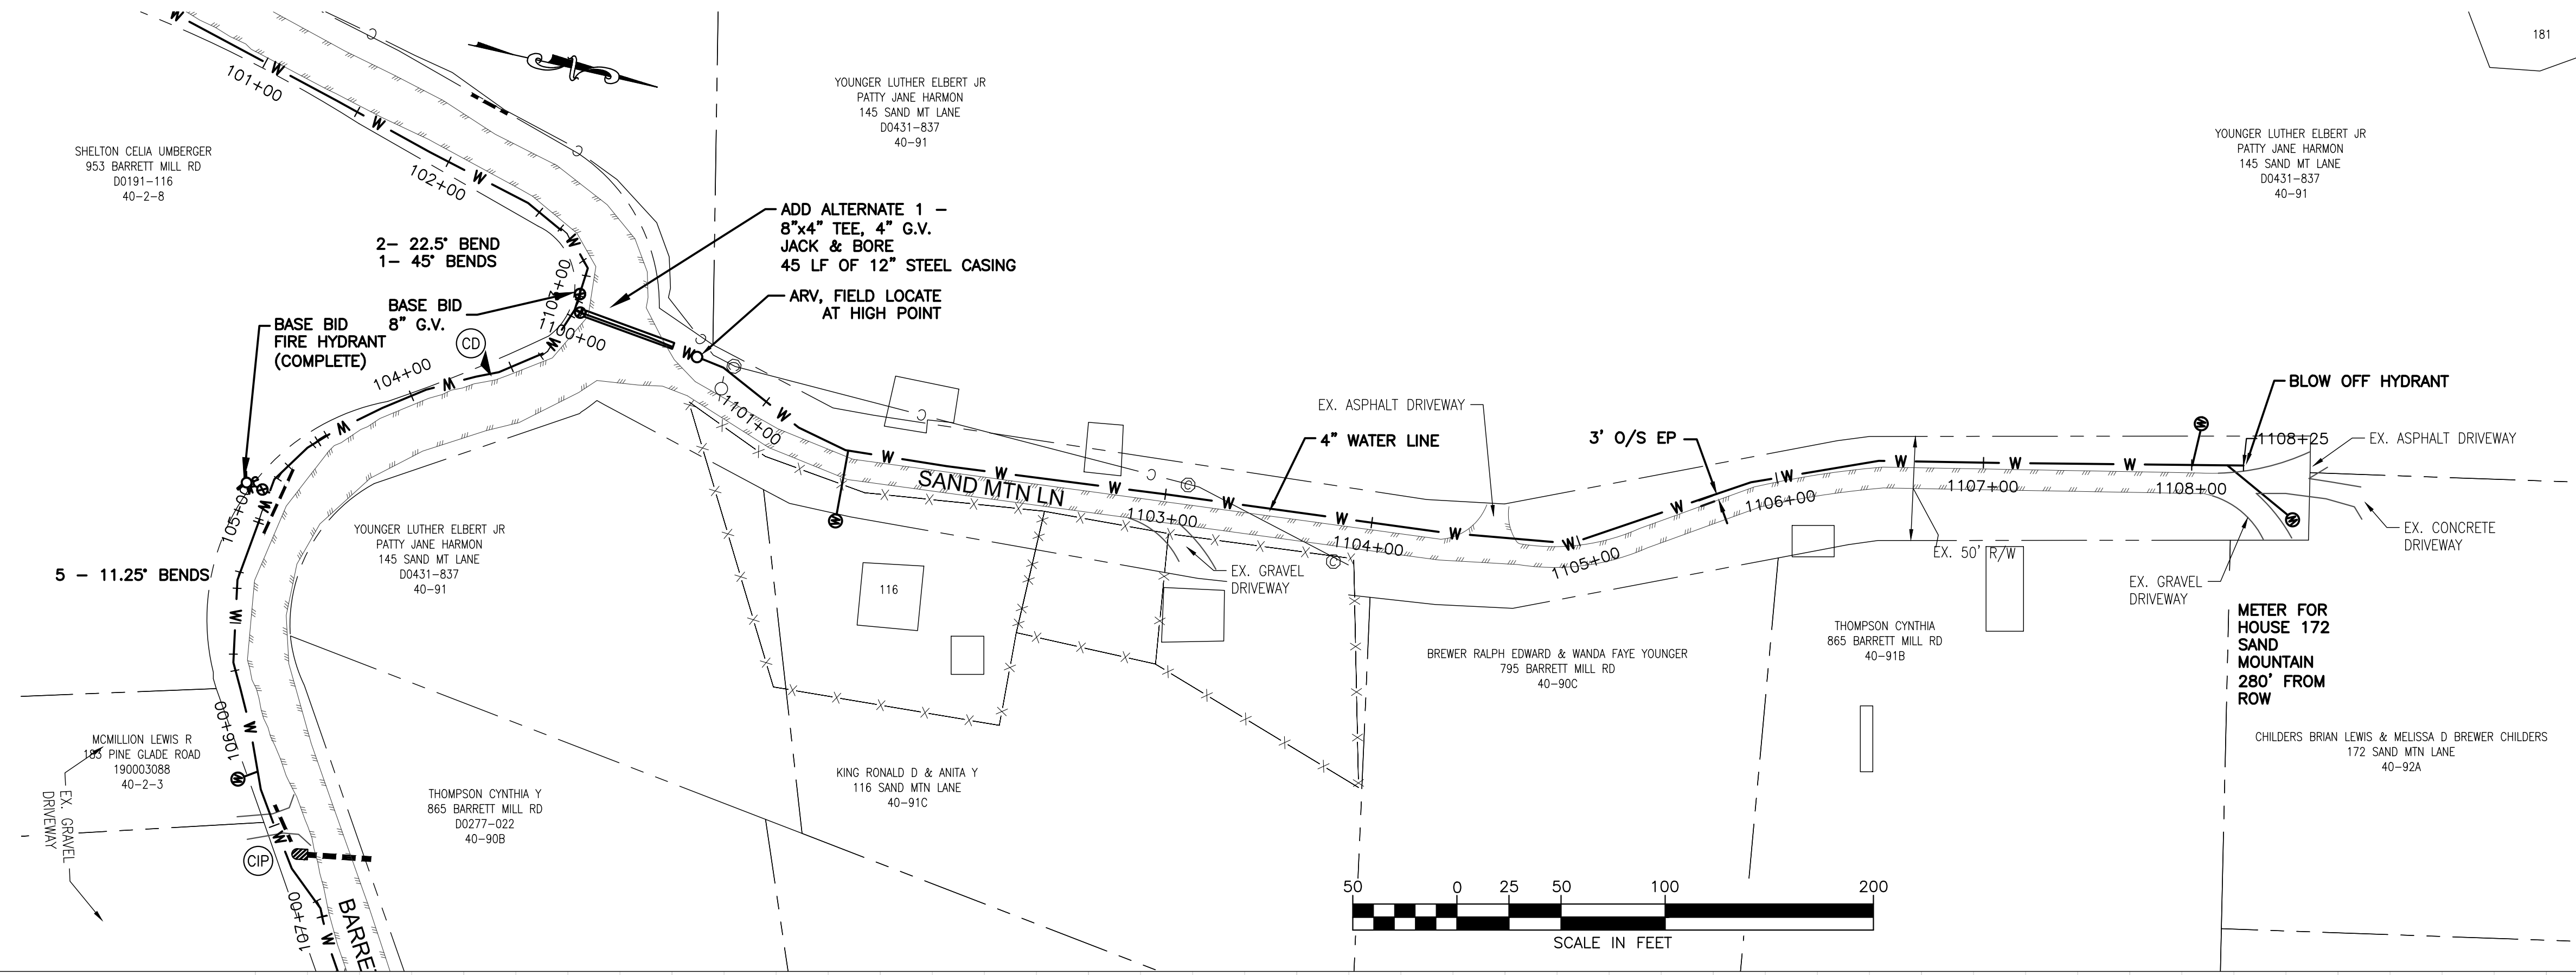 181
YOUNGER LUTHER ELBERT JR
PATTY JANE HARMON
145 SAND MT LANE
D0431-837
40-91
YOUNGER LUTHER ELBERT JR
PATTY JANE HARMON
145 SAND MT LANE
D0431-837
40-91
SHELTON CELIA UMBERGER
953 BARRETT MILL RD
D0191-116
40-2-8
101+00
102+00
ADD ALTERNATE 1 -
8"x4" TEE, 4" G.V.
JACK & BORE
45 LF OF 12" STEEL CASING
2- 22.5° BEND
1- 45° BENDS
103+00
ARV, FIELD LOCATE
AT HIGH POINT
BASE BID
8" G.V.
BASE BID
FIRE HYDRANT
(COMPLETE)
CD
1100+00
104+00
1101+00
BLOW OFF HYDRANT
EX. ASPHALT DRIVEWAY
4" WATER LINE
3' O/S EP
1108+25
EX. ASPHALT DRIVEWAY
SAND MTN LN
1103+00
1104+00
1105+00
1106+00
1107+00
1108+00
105+00
EX. CONCRETE
DRIVEWAY
YOUNGER LUTHER ELBERT JR
PATTY JANE HARMON
145 SAND MT LANE
D0431-837
40-91
EX. 50' R/W
5 - 11.25° BENDS
116
EX. GRAVEL
DRIVEWAY
EX. GRAVEL
DRIVEWAY
METER FOR
HOUSE 172
SAND
MOUNTAIN
280' FROM
ROW
THOMPSON CYNTHIA
865 BARRETT MILL RD
40-91B
BREWER RALPH EDWARD & WANDA FAYE YOUNGER
795 BARRETT MILL RD
40-90C
106+00
MCMILLION LEWIS R
183 PINE GLADE ROAD
190003088
40-2-3
CHILDERS BRIAN LEWIS & MELISSA D BREWER CHILDERS
172 SAND MTN LANE
40-92A
KING RONALD D & ANITA Y
116 SAND MTN LANE
40-91C
THOMPSON CYNTHIA Y
865 BARRETT MILL RD
D0277-022
40-90B
EX. GRAVEL
DRIVEWAY
CIP
107+00
BARRE
50 0 25 50 100 200
SCALE IN FEET